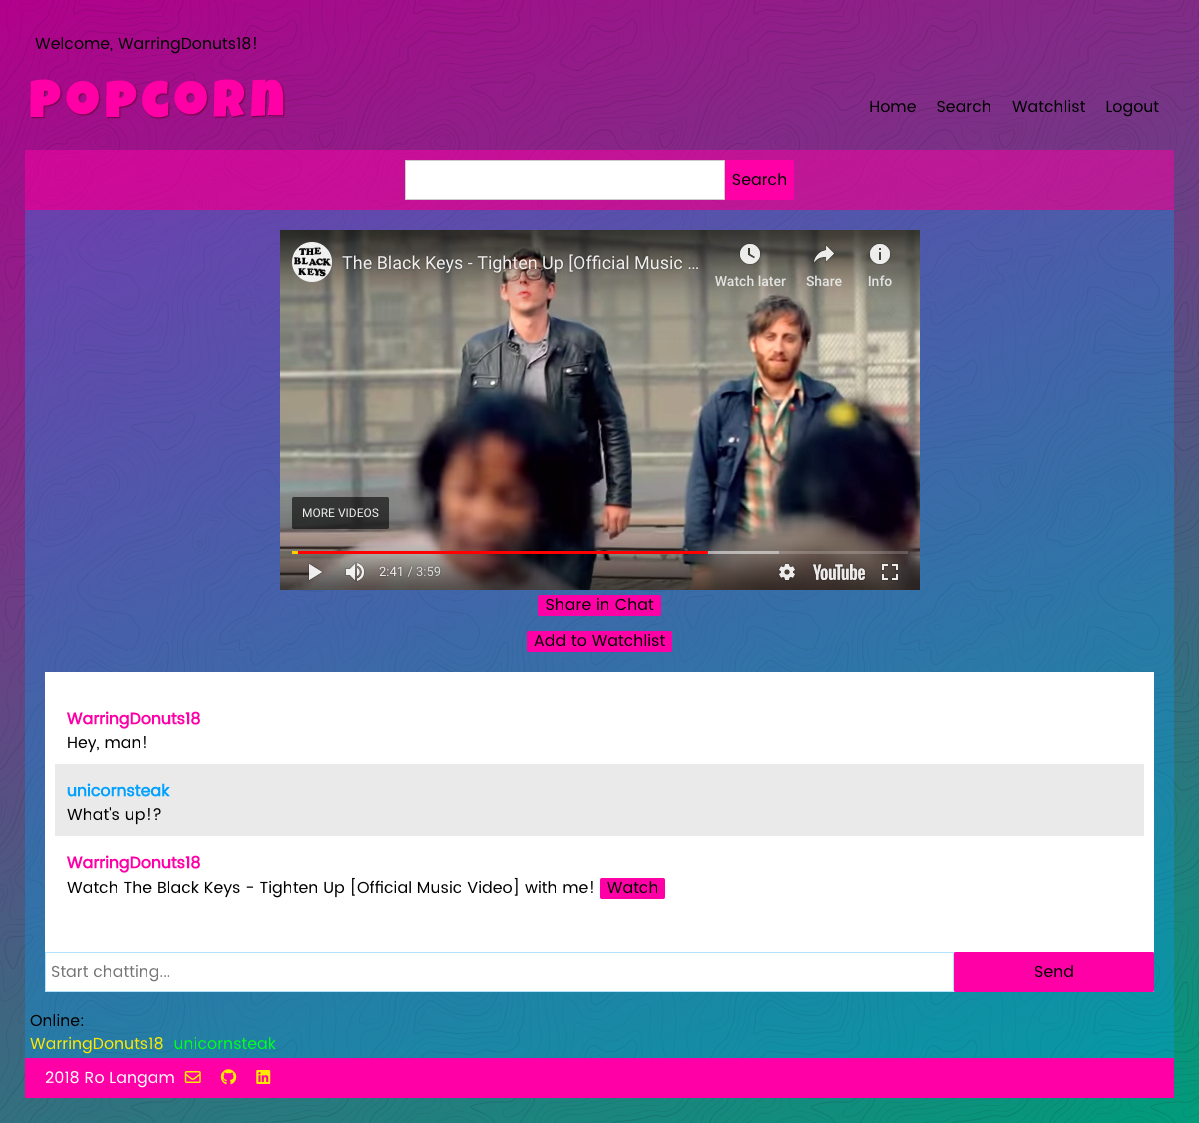 Welcome, WarringDonuts18!
POPCORN
Home Search Watchlist Logout
Search
THE BLACK KEYS
The Black Keys - Tighten Up [Official Music ...
Watch later Share Info
MORE VIDEOS
2:41 / 3:59
YouTube
Share in Chat
Add to Watchlist
WarringDonuts18
Hey, man!
unicornsteak
What's up!?
WarringDonuts18
Watch The Black Keys - Tighten Up [Official Music Video] with me! Watch
Start chatting...
Send
Online:
WarringDonuts18 unicornsteak
2018 Ro Langam